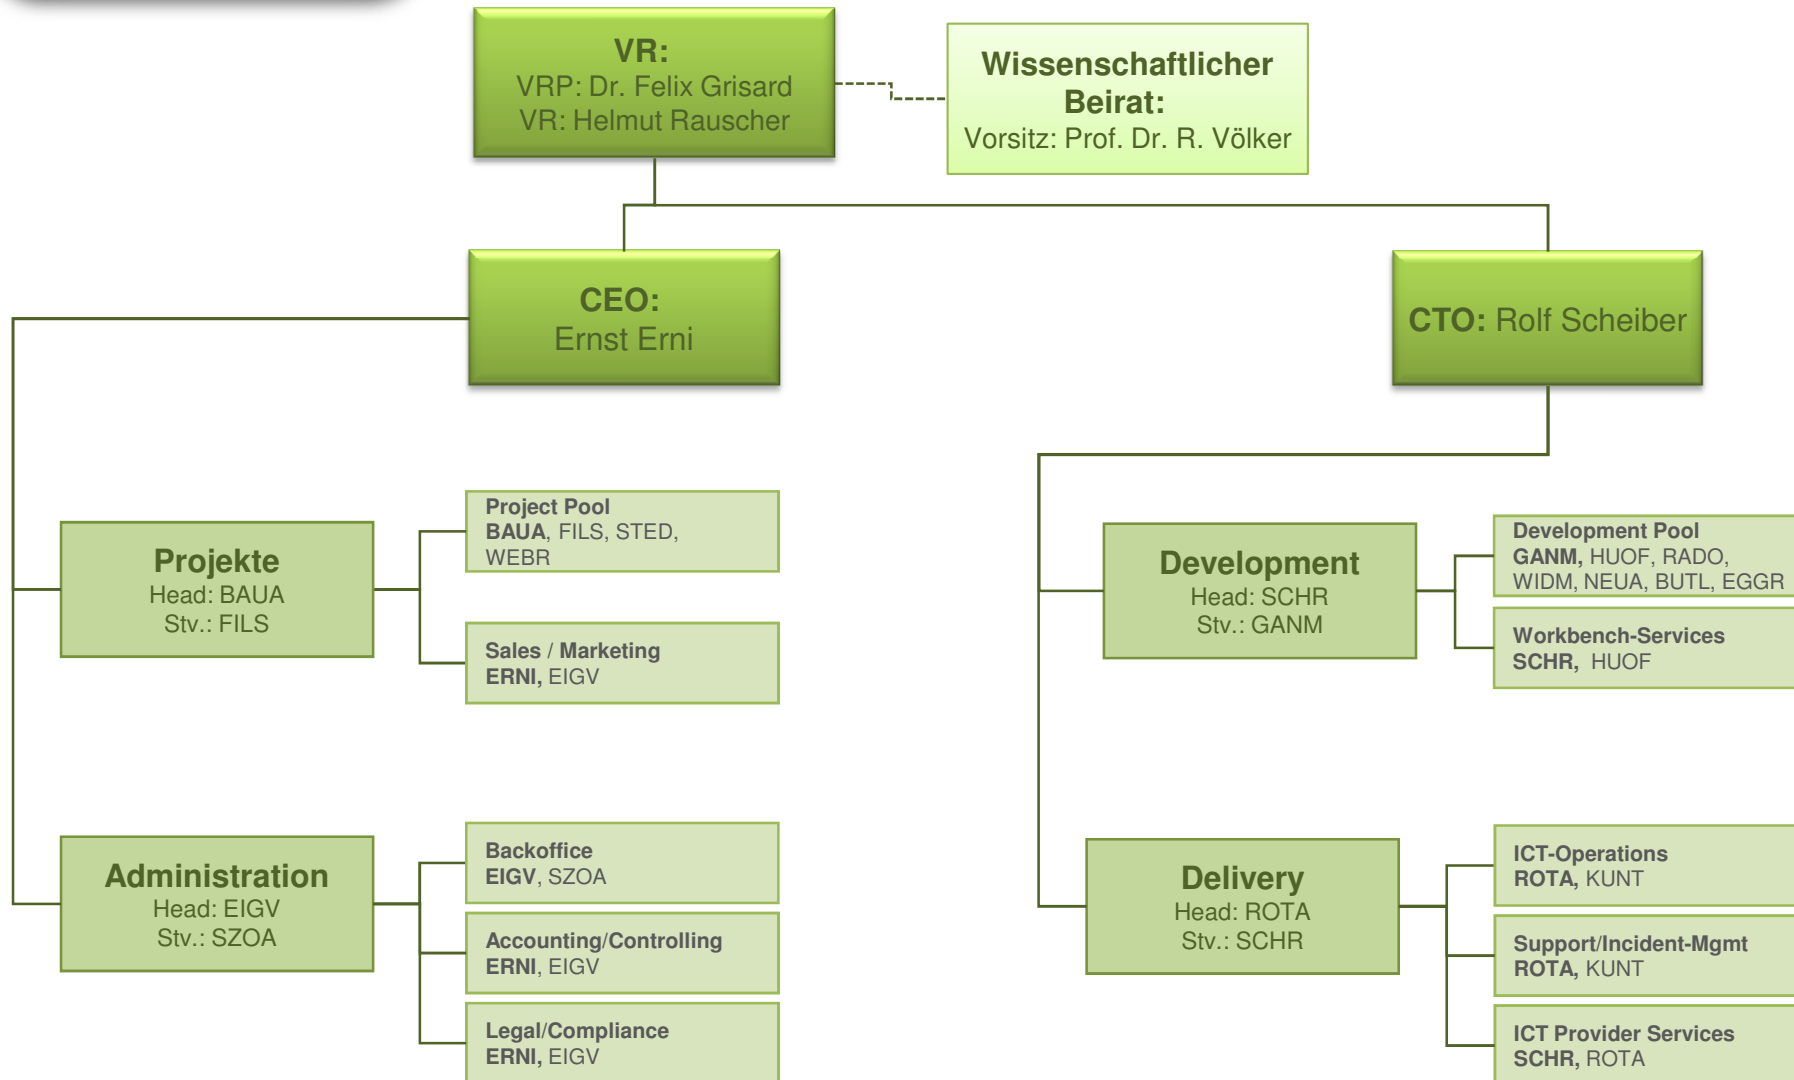 VR:
VRP: Dr. Felix Grisard
VR: Helmut Rauscher
Wissenschaftlicher
Beirat:
Vorsitz: Prof. Dr. R. Völker
CEO:
Ernst Erni
CTO: Rolf Scheiber
Projekte
Head: BAUA
Stv.: FILS
Project Pool
BAUA, FILS, STED,
WEBR
Sales / Marketing
ERNI, EIGV
Administration
Head: EIGV
Stv.: SZOA
Backoffice
EIGV, SZOA
Accounting/Controlling
ERNI, EIGV
Legal/Compliance
ERNI, EIGV
Development
Head: SCHR
Stv.: GANM
Development Pool
GANM, HUOF, RADO,
WIDM, NEUA, BUTL, EGGR
Workbench-Services
SCHR, HUOF
Delivery
Head: ROTA
Stv.: SCHR
ICT-Operations
ROTA, KUNT
Support/Incident-Mgmt
ROTA, KUNT
ICT Provider Services
SCHR, ROTA